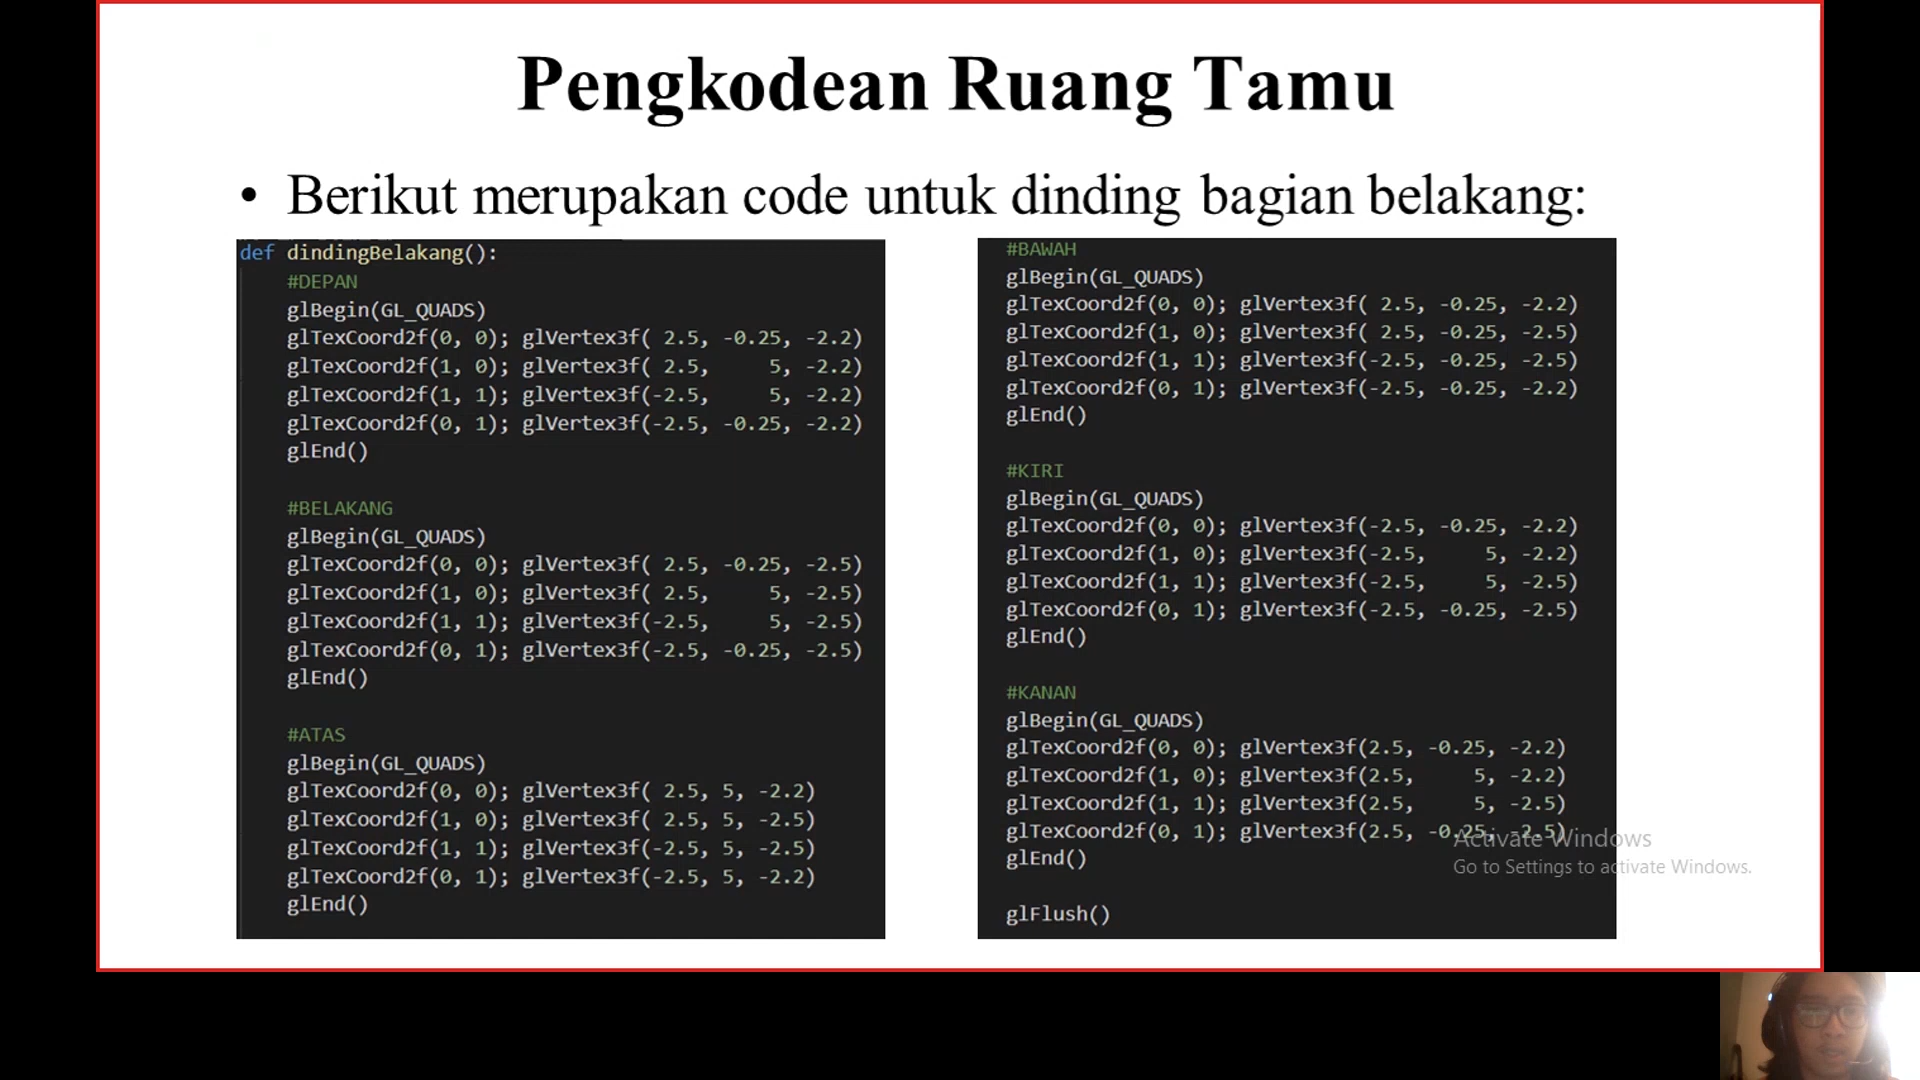 Pengkodean Ruang Tamu
• Berikut merupakan code untuk dinding bagian belakang:
def dindingBelakang():
#DEPAN
glBegin(GL_QUADS)
glTexCoord2f(0, 0); glVertex3f( 2.5, -0.25, -2.2)
glTexCoord2f(1, 0); glVertex3f( 2.5,     5, -2.2)
glTexCoord2f(1, 1); glVertex3f(-2.5,     5, -2.2)
glTexCoord2f(0, 1); glVertex3f(-2.5, -0.25, -2.2)
glEnd()
#BELAKANG
glBegin(GL_QUADS)
glTexCoord2f(0, 0); glVertex3f( 2.5, -0.25, -2.5)
glTexCoord2f(1, 0); glVertex3f( 2.5,     5, -2.5)
glTexCoord2f(1, 1); glVertex3f(-2.5,     5, -2.5)
glTexCoord2f(0, 1); glVertex3f(-2.5, -0.25, -2.5)
glEnd()
#ATAS
glBegin(GL_QUADS)
glTexCoord2f(0, 0); glVertex3f( 2.5, 5, -2.2)
glTexCoord2f(1, 0); glVertex3f( 2.5, 5, -2.5)
glTexCoord2f(1, 1); glVertex3f(-2.5, 5, -2.5)
glTexCoord2f(0, 1); glVertex3f(-2.5, 5, -2.2)
glEnd()
#BAWAH
glBegin(GL_QUADS)
glTexCoord2f(0, 0); glVertex3f( 2.5, -0.25, -2.2)
glTexCoord2f(1, 0); glVertex3f( 2.5, -0.25, -2.5)
glTexCoord2f(1, 1); glVertex3f(-2.5, -0.25, -2.5)
glTexCoord2f(0, 1); glVertex3f(-2.5, -0.25, -2.2)
glEnd()
#KIRI
glBegin(GL_QUADS)
glTexCoord2f(0, 0); glVertex3f(-2.5, -0.25, -2.2)
glTexCoord2f(1, 0); glVertex3f(-2.5,     5, -2.2)
glTexCoord2f(1, 1); glVertex3f(-2.5,     5, -2.5)
glTexCoord2f(0, 1); glVertex3f(-2.5, -0.25, -2.5)
glEnd()
#KANAN
glBegin(GL_QUADS)
glTexCoord2f(0, 0); glVertex3f(2.5, -0.25, -2.2)
glTexCoord2f(1, 0); glVertex3f(2.5,     5, -2.2)
glTexCoord2f(1, 1); glVertex3f(2.5,     5, -2.5)
glTexCoord2f(0, 1); glVertex3f(2.5, -0.25, -2.5)
glEnd()
glFlush()
Activate Windows
Go to Settings to activate Windows.